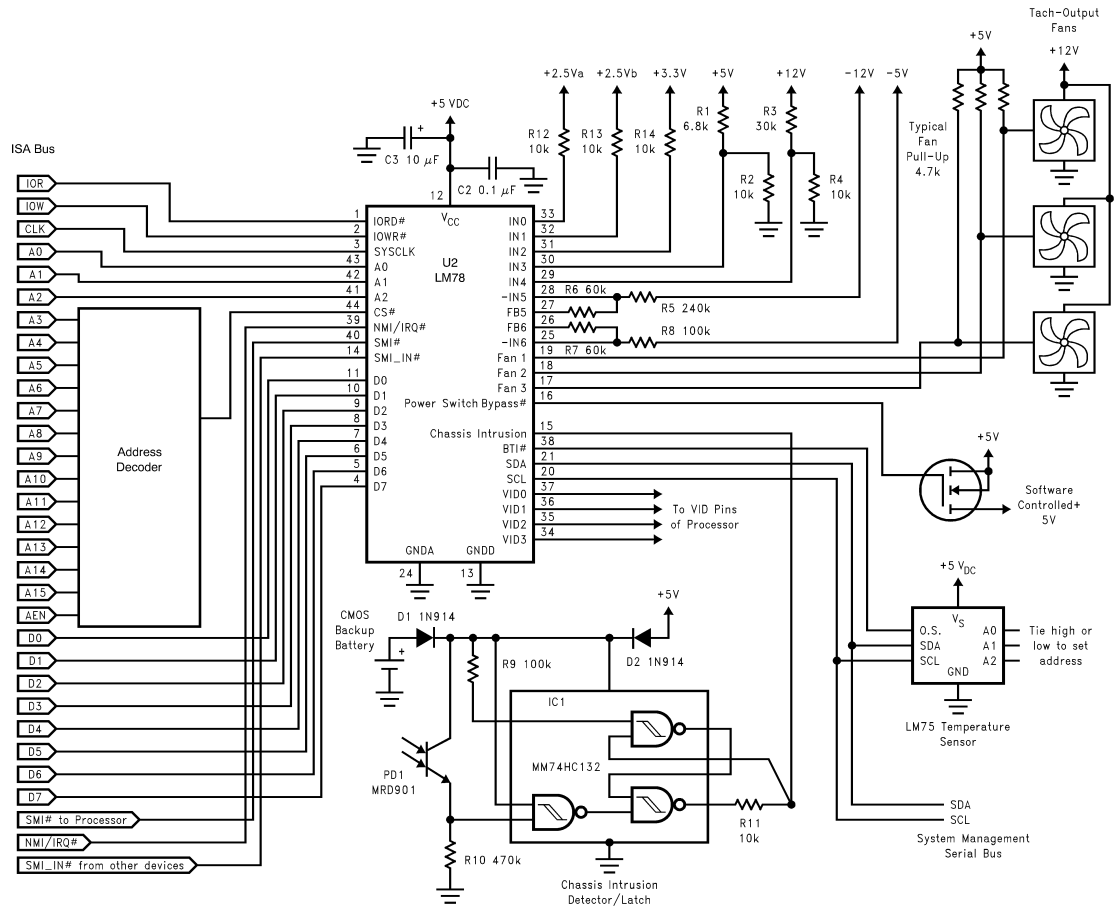 Tach-Output
Fans
+5V
+12V
+2.5Va
+2.5Vb
+3.3V
+5V
+12V
-12V
-5V
+5 VDC
C3 10 μF
+
C2 0.1 μF
R12
10k
R13
10k
R14
10k
R1
6.8k
R3
30k
R2
10k
R4
10k
Typical
Fan
Pull-Up
4.7k
ISA Bus
IOR
IOW
CLK
A0
A1
A2
A3
A4
A5
A6
A7
A8
A9
A10
A11
A12
A13
A14
A15
AEN
D0
D1
D2
D3
D4
D5
D6
D7
SMI# to Processor
NMI/IRQ#
SMI_IN# from other devices
Address
Decoder
12
VCC
U2
LM78
1 IORD#
2 IOWR#
3 SYSCLK
43 A0
42 A1
41 A2
44 CS#
39 NMI/IRQ#
40 SMI#
14 SMI_IN#
11 D0
10 D1
9 D2
8 D3
7 D4
6 D5
5 D6
4 D7
IN0 33
IN1 32
IN2 31
IN3 30
IN4 29
-IN5 28
FB5 27
FB6 26
-IN6 25
Fan 1 19
Fan 2 18
Fan 3 17
Power Switch Bypass# 16
Chassis Intrusion 15
BTI# 38
SDA 21
SCL 20
VID0 37
VID1 36
VID2 35
VID3 34
GNDA
GNDD
24
13
R6 60k
R5 240k
R8 100k
R7 60k
To VID Pins
of Processor
+5V
Software
Controlled+
5V
+5 VDC
VS
O.S.
SDA
SCL
A0
A1
A2
GND
Tie high or
low to set
address
LM75 Temperature
Sensor
SDA
SCL
System Management
Serial Bus
CMOS
Backup
Battery
+
D1 1N914
+5V
D2 1N914
R9 100k
IC1
MM74HC132
PD1
MRD901
R10 470k
R11
10k
Chassis Intrusion
Detector/Latch